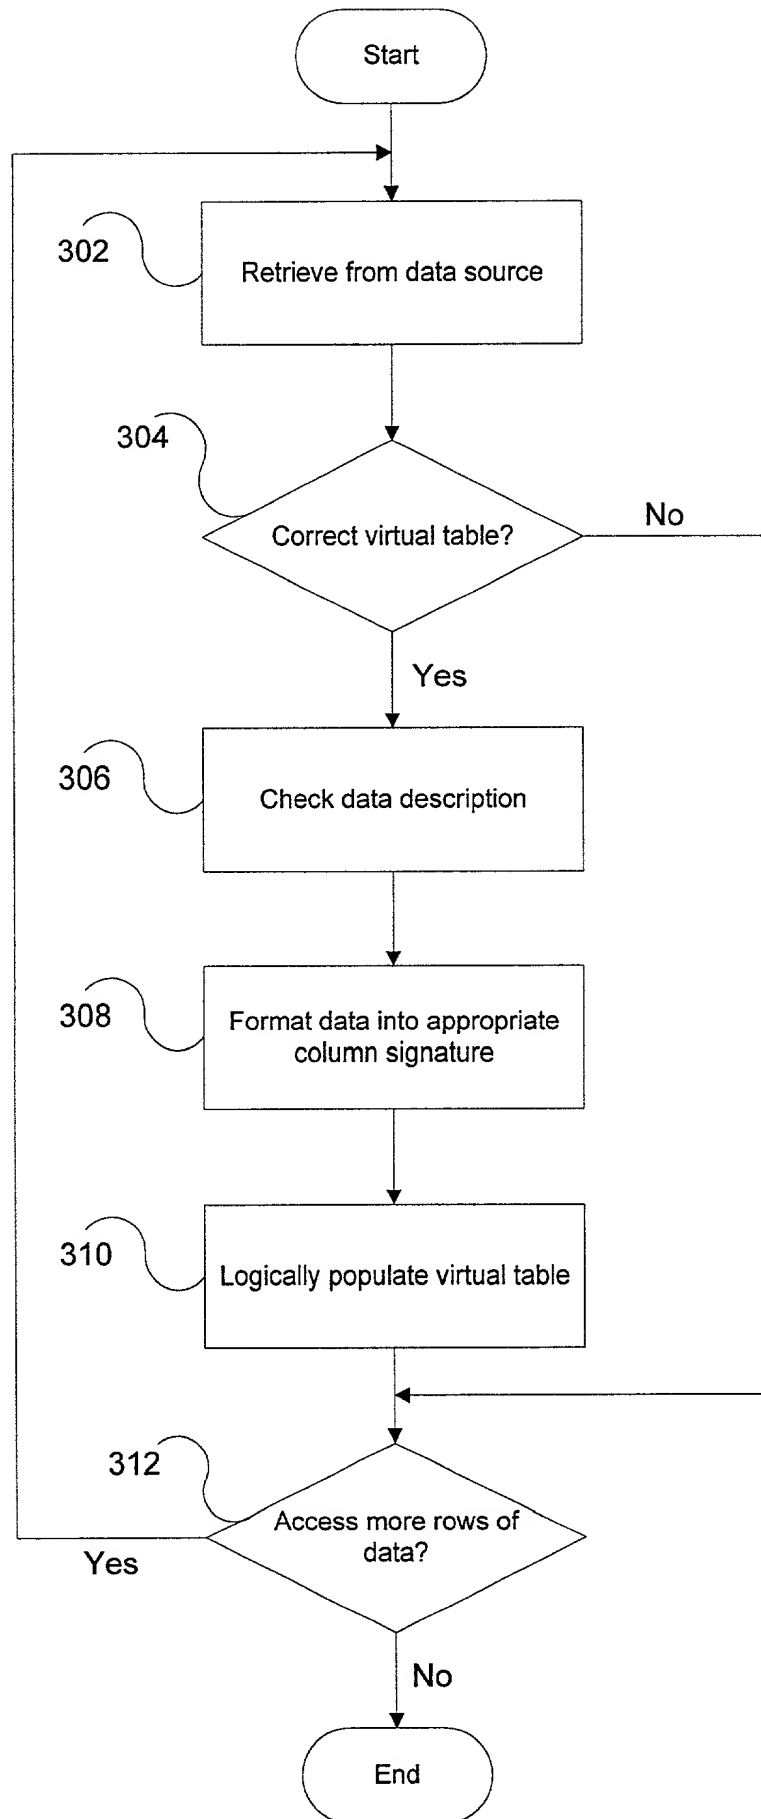 Start
302
Retrieve from data source
304
Correct virtual table?
No
Yes
306
Check data description
308
Format data into appropriate
column signature
310
Logically populate virtual table
312
Access more rows of
data?
Yes
No
End